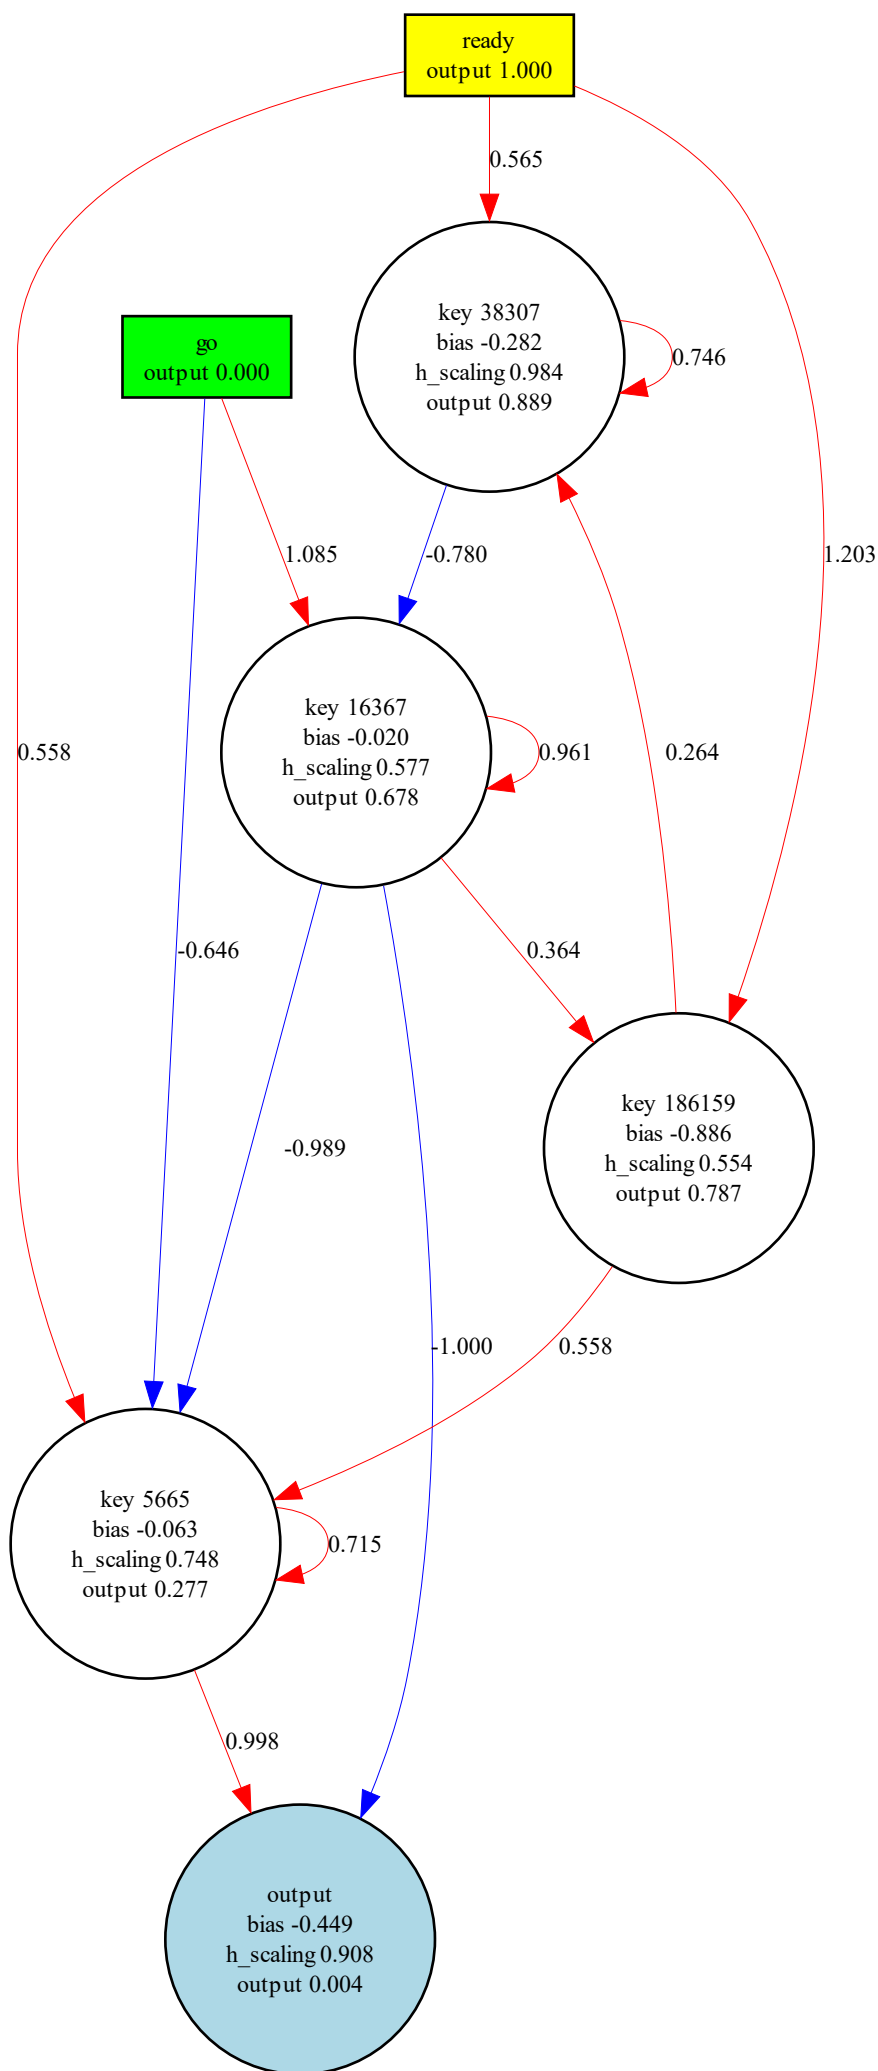 ready
output 1.000
0.565
go
output 0.000
key 38307
bias -0.282
h_scaling 0.984
output 0.889
0.746
1.085
-0.780
1.203
key 16367
bias -0.020
h_scaling 0.577
output 0.678
0.558
0.961
0.264
-0.646
0.364
key 186159
bias -0.886
h_scaling 0.554
output 0.787
-0.989
-1.000
0.558
key 5665
bias -0.063
h_scaling 0.748
output 0.277
0.715
0.998
output
bias -0.449
h_scaling 0.908
output 0.004